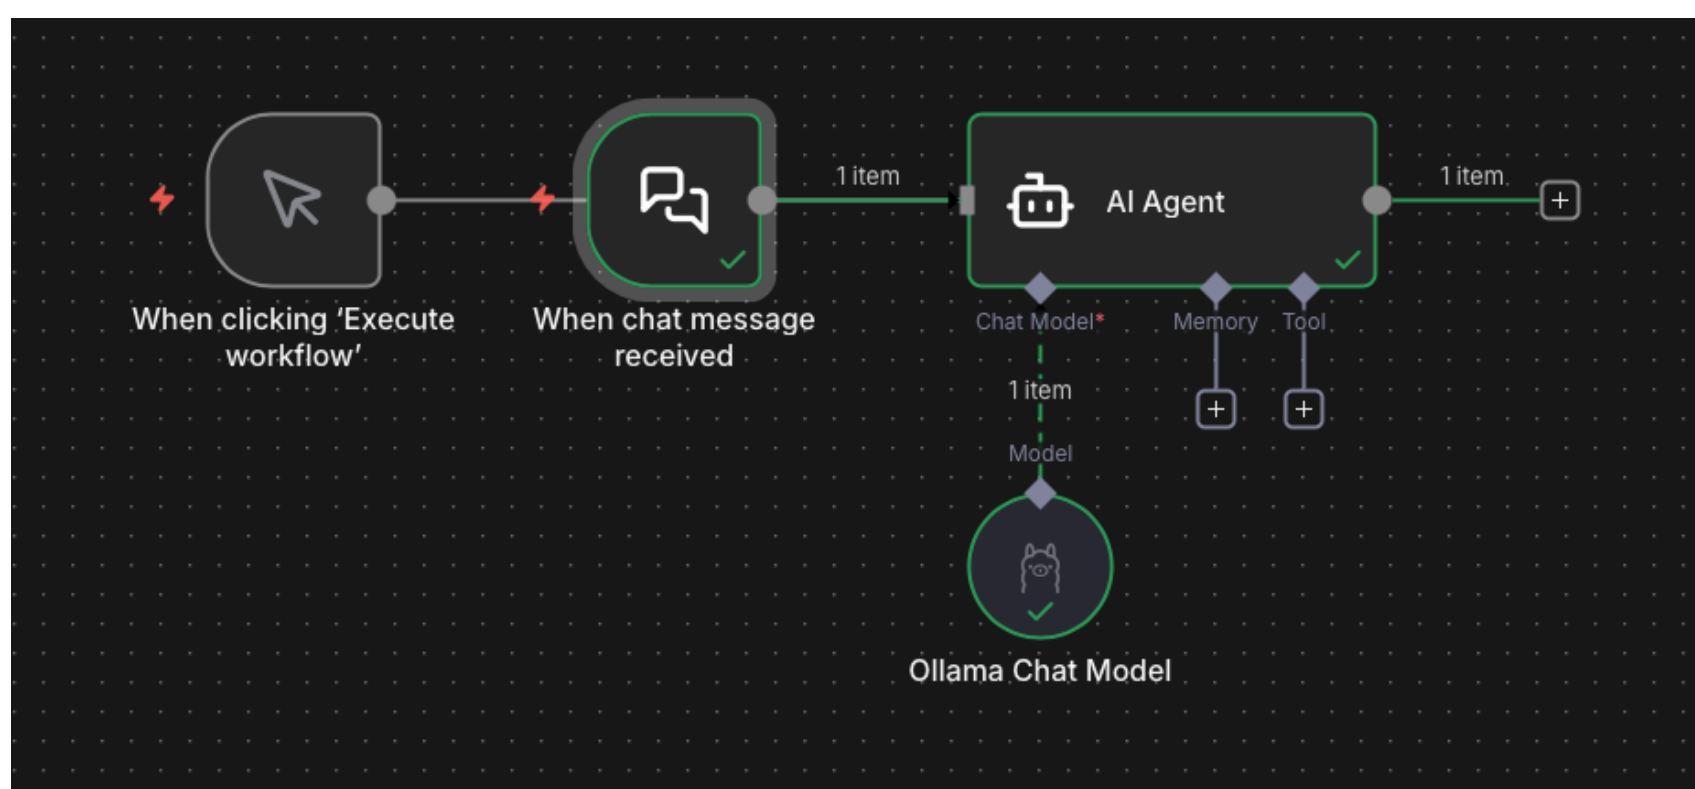 1 item
AI Agent
1 item
When clicking ‘Execute
workflow’
When chat message
received
Chat Model*
Memory
Tool
1 item
Model
Ollama Chat Model